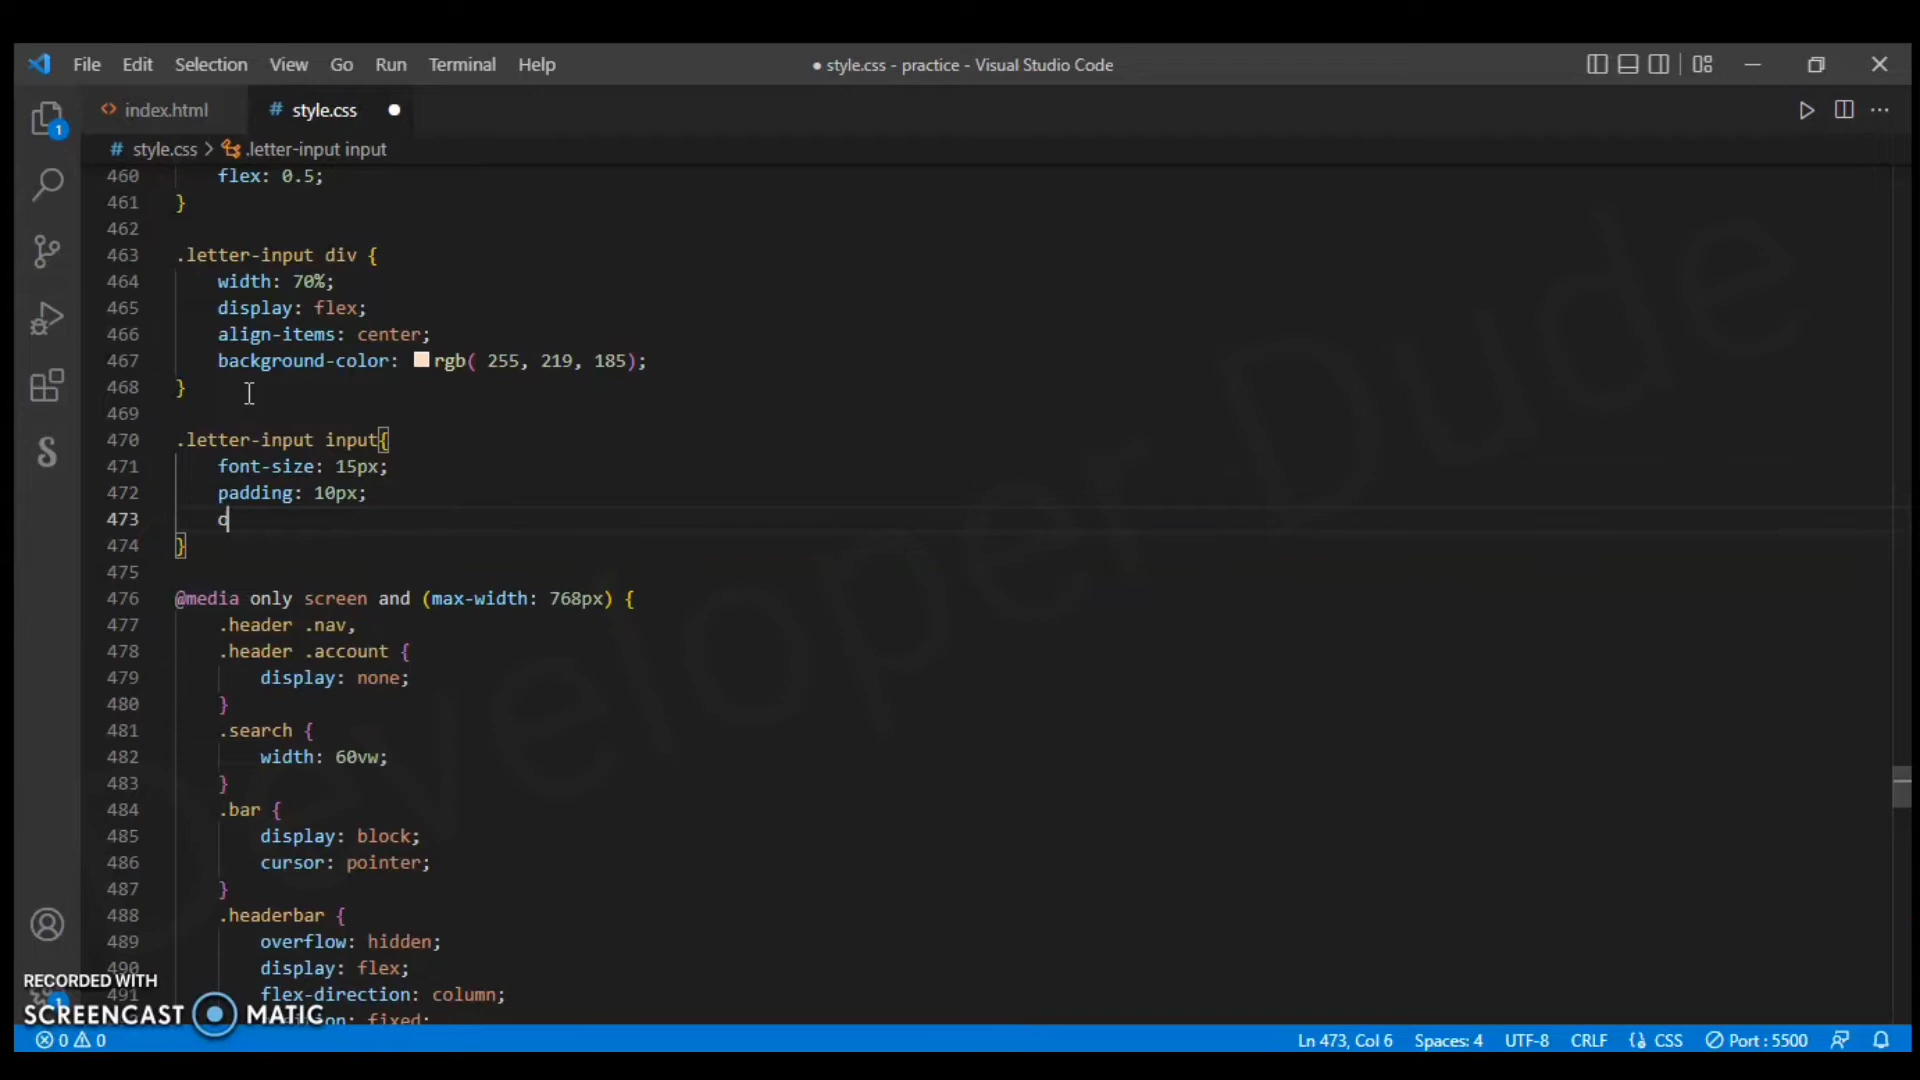 File Edit Selection View Go Run Terminal Help
● style.css - practice - Visual Studio Code
<> index.html
# style.css ●
# style.css > .letter-input input
460 flex: 0.5;
461 }
462
463 .letter-input div {
464 width: 70%;
465 display: flex;
466 align-items: center;
467 background-color: rgb( 255, 219, 185);
468 }
469
470 .letter-input input{
471 font-size: 15px;
472 padding: 10px;
473 o
474 }
475
476 @media only screen and (max-width: 768px) {
477 .header .nav,
478 .header .account {
479 display: none;
480 }
481 .search {
482 width: 60vw;
483 }
484 .bar {
485 display: block;
486 cursor: pointer;
487 }
488 .headerbar {
489 overflow: hidden;
490 display: flex;
491 flex-direction: column;
fixed;
Developer Dude
RECORDED WITH
SCREENCAST MATIC
0 0 Ln 473, Col 6 Spaces: 4 UTF-8 CRLF CSS Port : 5500